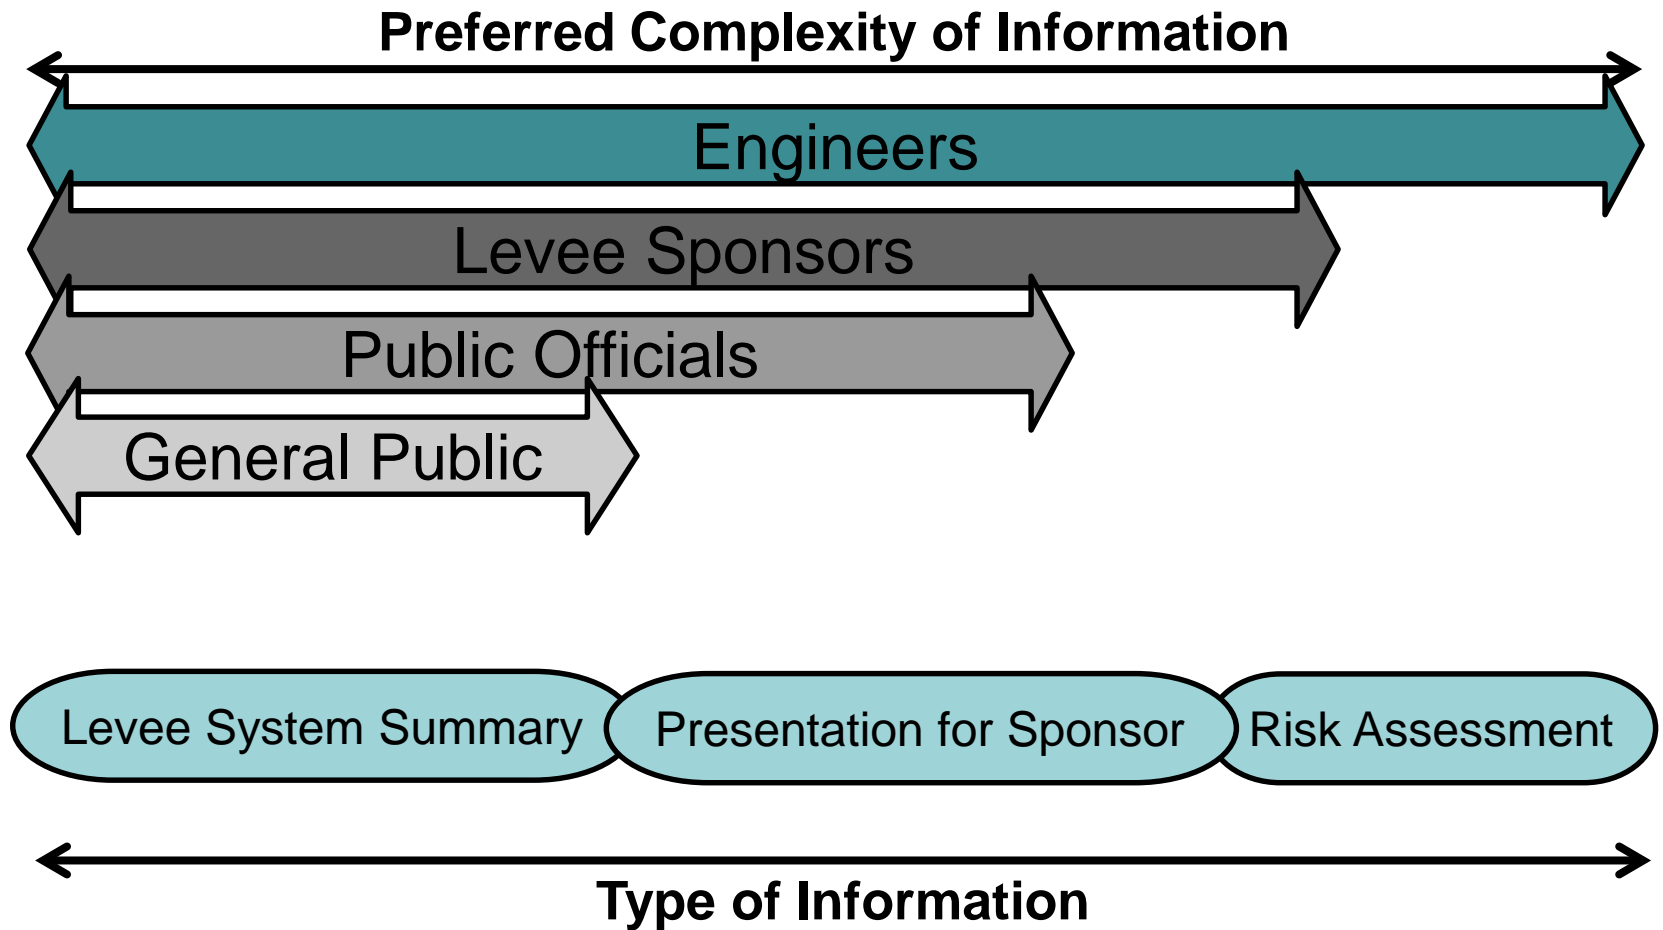 Preferred Complexity of Information
Engineers
Levee Sponsors
Public Officials
General Public
Levee System Summary
Presentation for Sponsor
Risk Assessment
Type of Information